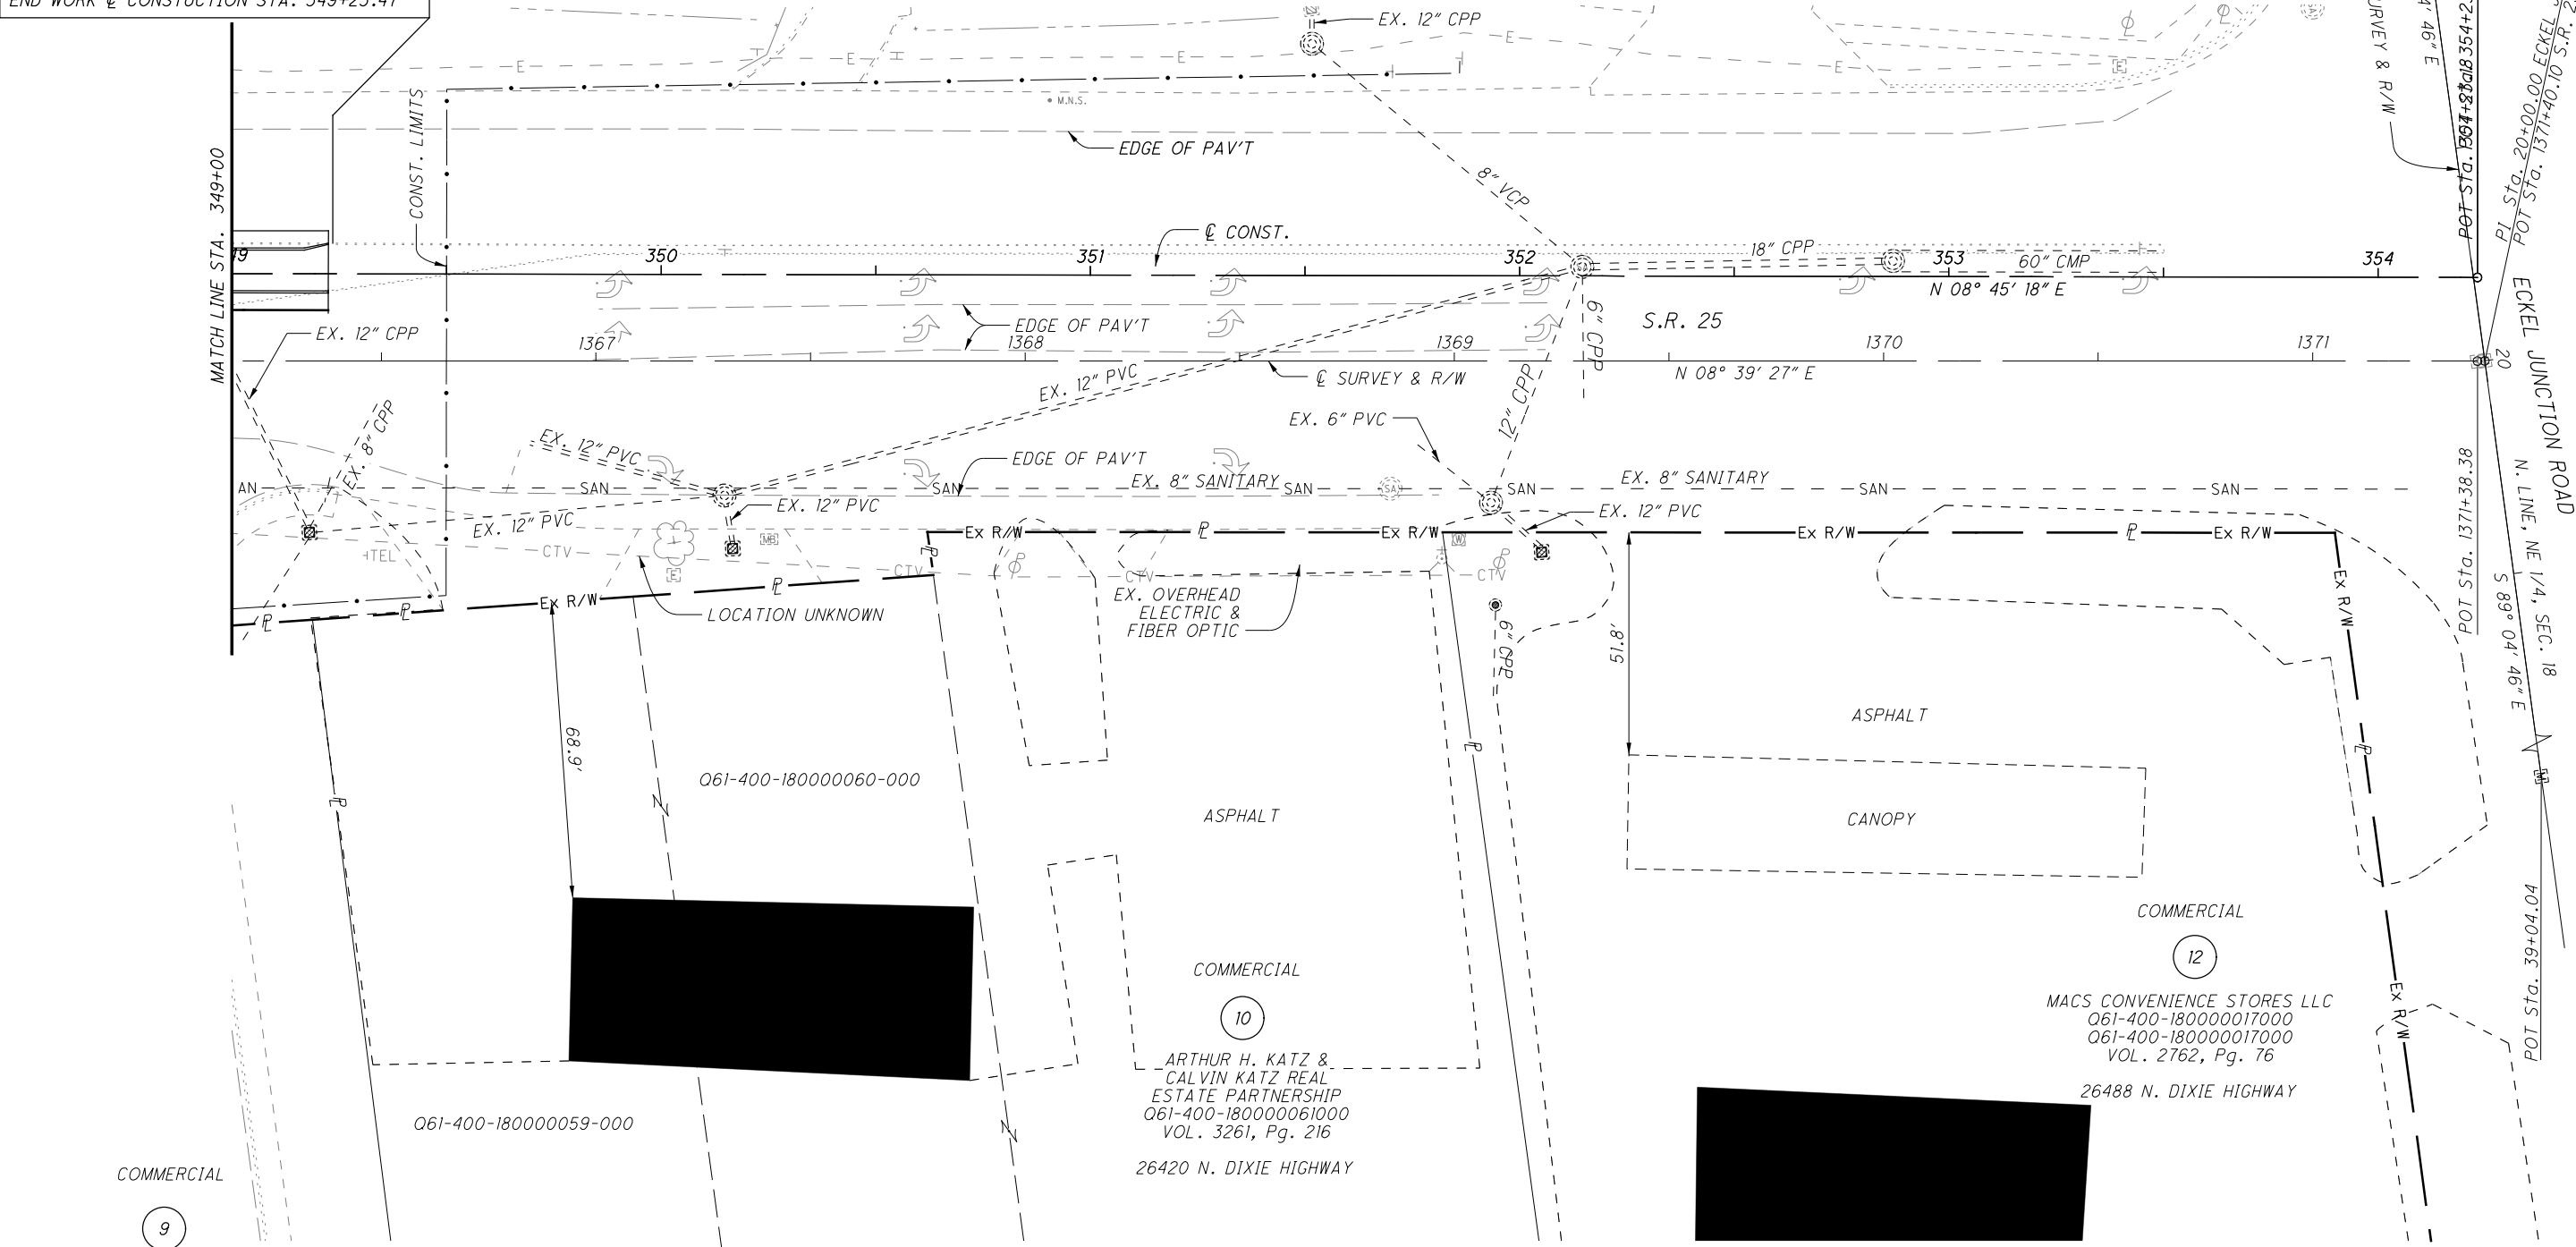 END WORK ℄ CONSTUCTION STA. 349+23.47
MATCH LINE STA. 349+00
CONST. LIMITS
EX. 12" CPP
E
E
E
E
M.N.S.
EDGE OF PAV'T
8" VCP
℄ CONST.
350
351
352
353
354
18" CPP
60" CMP
N 08° 45' 18" E
EX. 12" CPP
EDGE OF PAV'T
S.R. 25
6" CPP
1367
1368
1369
1370
1371
EX. 12" PVC
℄ SURVEY & R/W
N 08° 39' 27" E
12" CPP
EX. 8" CPP
EX. 12" PVC
EX. 6" PVC
EDGE OF PAV'T
EX. 8" SANITARY
EX. 8" SANITARY
AN
SAN
SAN
SAN
SAN
SAN
SAN
EX. 12" PVC
EX. 12" PVC
EX. 12" PVC
Ex R/W
Ex R/W
Ex R/W
Ex R/W
TEL
CTV
CTV
CTV
CTV
Ex R/W
LOCATION UNKNOWN
EX. OVERHEAD
ELECTRIC &
FIBER OPTIC
6" CPP
51.8'
68.9'
Ex R/W
Ex R/W
Q61-400-180000060-000
ASPHALT
ASPHALT
CANOPY
Q61-400-180000059-000
COMMERCIAL
9
COMMERCIAL
10
ARTHUR H. KATZ &
CALVIN KATZ REAL
ESTATE PARTNERSHIP
Q61-400-180000061000
VOL. 3261, Pg. 216
26420 N. DIXIE HIGHWAY
COMMERCIAL
12
MACS CONVENIENCE STORES LLC
Q61-400-180000017000
Q61-400-180000017000
VOL. 2762, Pg. 76
26488 N. DIXIE HIGHWAY
SURVEY & R/W
4' 46" E
PI Sta. 20+00.00 ECKEL
POT Sta. 1371+40.10 S.R. 2
ECKEL JUNCTION ROAD
20
POT Sta. 1371+38.38
N. LINE, NE 1/4, SEC. 18
S 89° 04' 46" E
POT Sta. 39+04.04